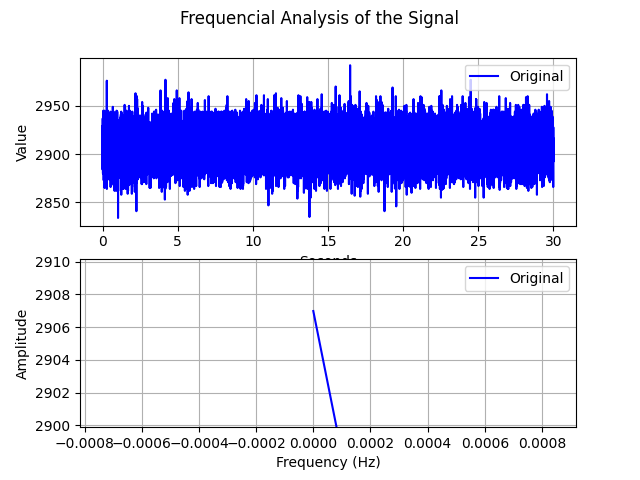 Frequencial Analysis of the Signal
Original
Value
2950
2900
2850
0 5 10 15 20 25 30
Seconds
Original
Amplitude
2910
2908
2906
2904
2902
2900
−0.0008 −0.0006 −0.0004 −0.0002 0.0000 0.0002 0.0004 0.0006 0.0008
Frequency (Hz)